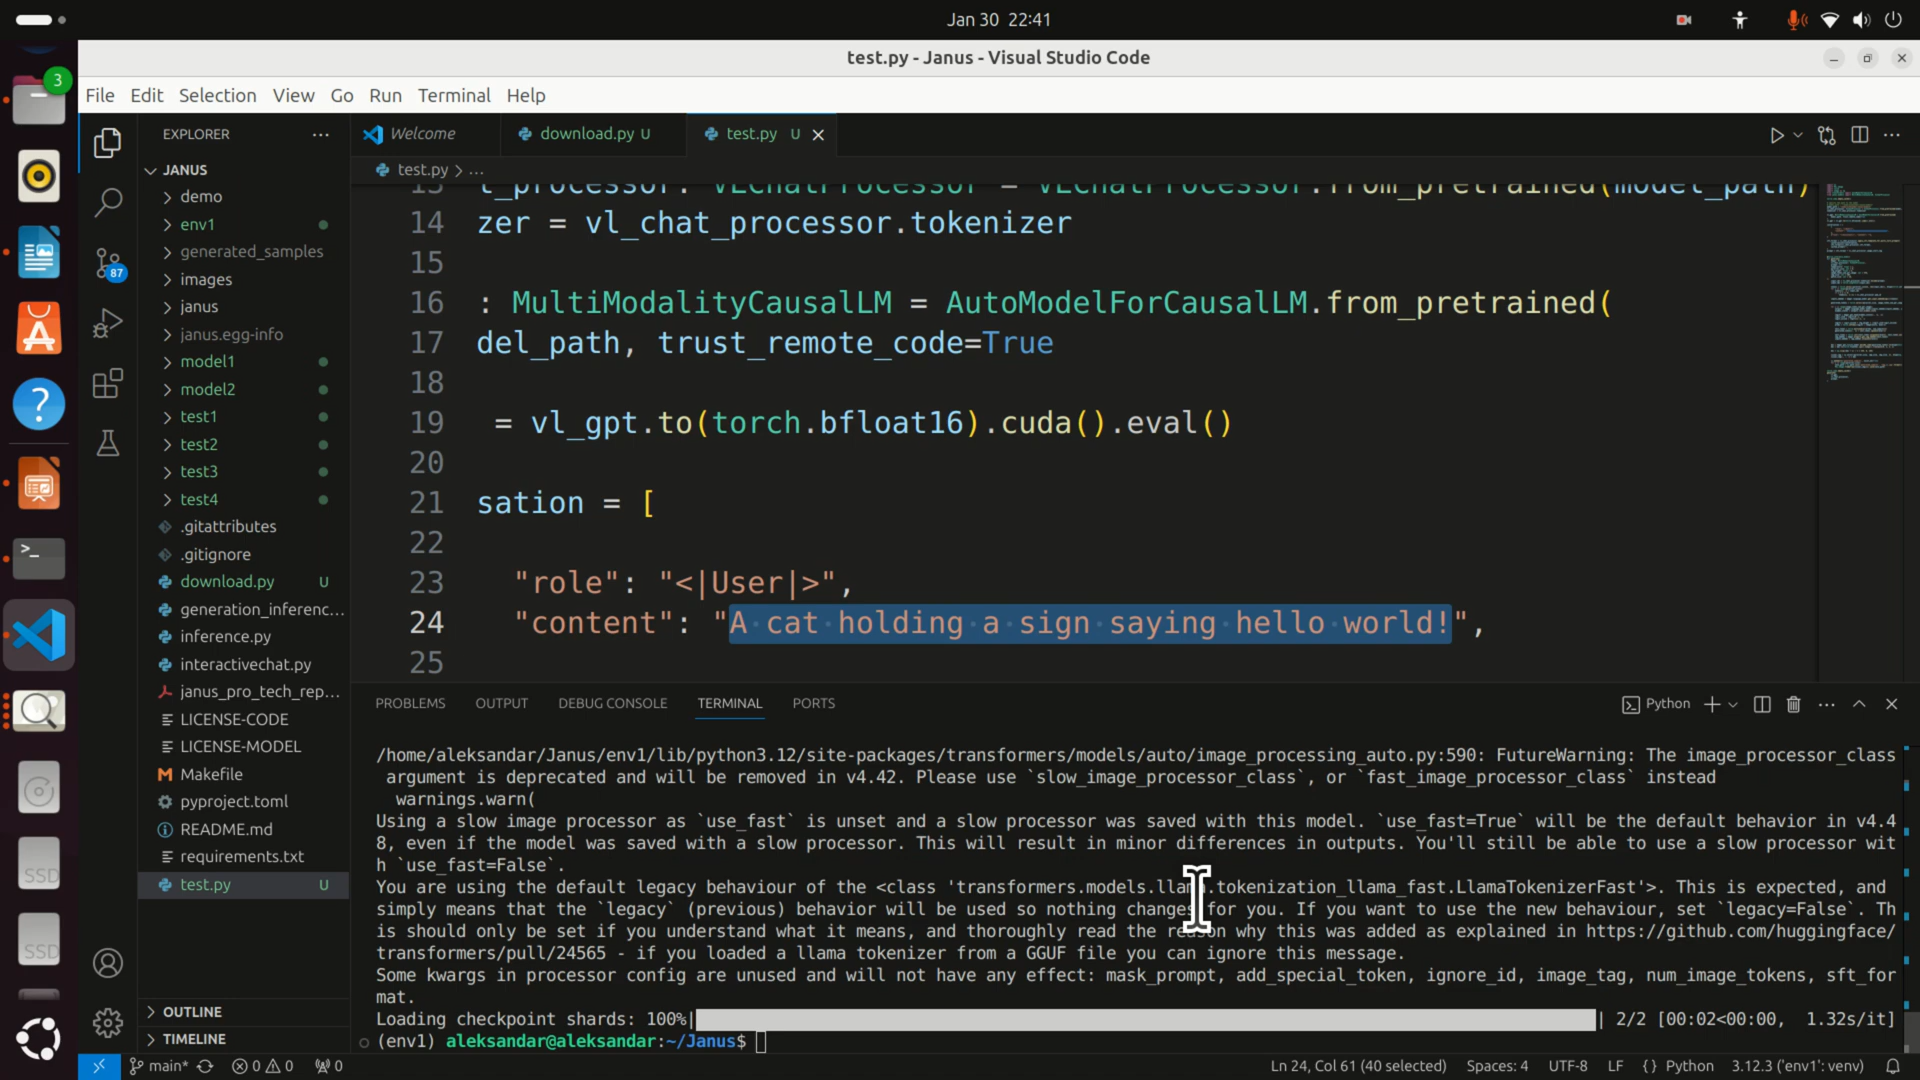 Jan 30 22:41
test.py - Janus - Visual Studio Code
3
File Edit Selection View Go Run Terminal Help
EXPLORER
Welcome
download.py U
test.py U
JANUS
test.py > ...
demo
env1
generated_samples
images
janus
janus.egg-info
model1
model2
test1
test2
test3
test4
.gitattributes
.gitignore
download.py U
generation_inferenc...
inference.py
interactivechat.py
janus_pro_tech_rep...
LICENSE-CODE
LICENSE-MODEL
Makefile
pyproject.toml
README.md
requirements.txt
test.py U
OUTLINE
TIMELINE
87
SSD
SSD
13 t_processor: VLChatProcessor = VLChatProcessor.from_pretrained(model_path)
14 zer = vl_chat_processor.tokenizer
15
16 : MultiModalityCausalLM = AutoModelForCausalLM.from_pretrained(
17 del_path, trust_remote_code=True
18
19 = vl_gpt.to(torch.bfloat16).cuda().eval()
20
21 sation = [
22
23 "role": "<|User|>",
24 "content": "A cat holding a sign saying hello world!",
25
PROBLEMS OUTPUT DEBUG CONSOLE TERMINAL PORTS
Python
/home/aleksandar/Janus/env1/lib/python3.12/site-packages/transformers/models/auto/image_processing_auto.py:590: FutureWarning: The image_processor_class
argument is deprecated and will be removed in v4.42. Please use `slow_image_processor_class`, or `fast_image_processor_class` instead
warnings.warn(
Using a slow image processor as `use_fast` is unset and a slow processor was saved with this model. `use_fast=True` will be the default behavior in v4.4
8, even if the model was saved with a slow processor. This will result in minor differences in outputs. You'll still be able to use a slow processor wit
h `use_fast=False`.
You are using the default legacy behaviour of the <class 'transformers.models.llama.tokenization_llama_fast.LlamaTokenizerFast'>. This is expected, and
simply means that the `legacy` (previous) behavior will be used so nothing changes for you. If you want to use the new behaviour, set `legacy=False`. Th
is should only be set if you understand what it means, and thoroughly read the reason why this was added as explained in https://github.com/huggingface/
transformers/pull/24565 - if you loaded a llama tokenizer from a GGUF file you can ignore this message.
Some kwargs in processor config are unused and will not have any effect: mask_prompt, add_special_token, ignore_id, image_tag, num_image_tokens, sft_for
mat.
Loading checkpoint shards: 100%| | 2/2 [00:02<00:00, 1.32s/it]
(env1) aleksandar@aleksandar:~/Janus$
main* 0 0 0 Ln 24, Col 61 (40 selected) Spaces: 4 UTF-8 LF {} Python 3.12.3 ('env1': venv)